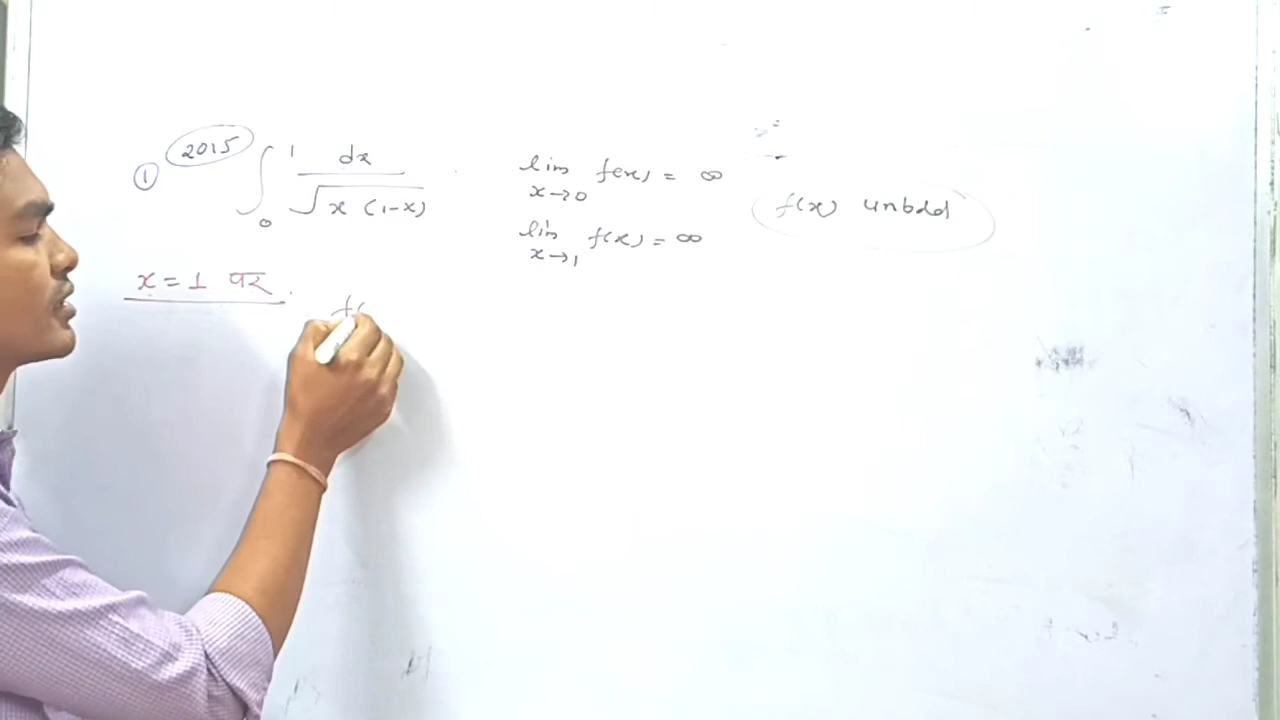 ① 2015 ∫₀¹ dx / √(x (1-x))
lim x→0 f(x) = ∞
lim x→1 f(x) = ∞
f(x) unbdd
x = 1 पर
f(